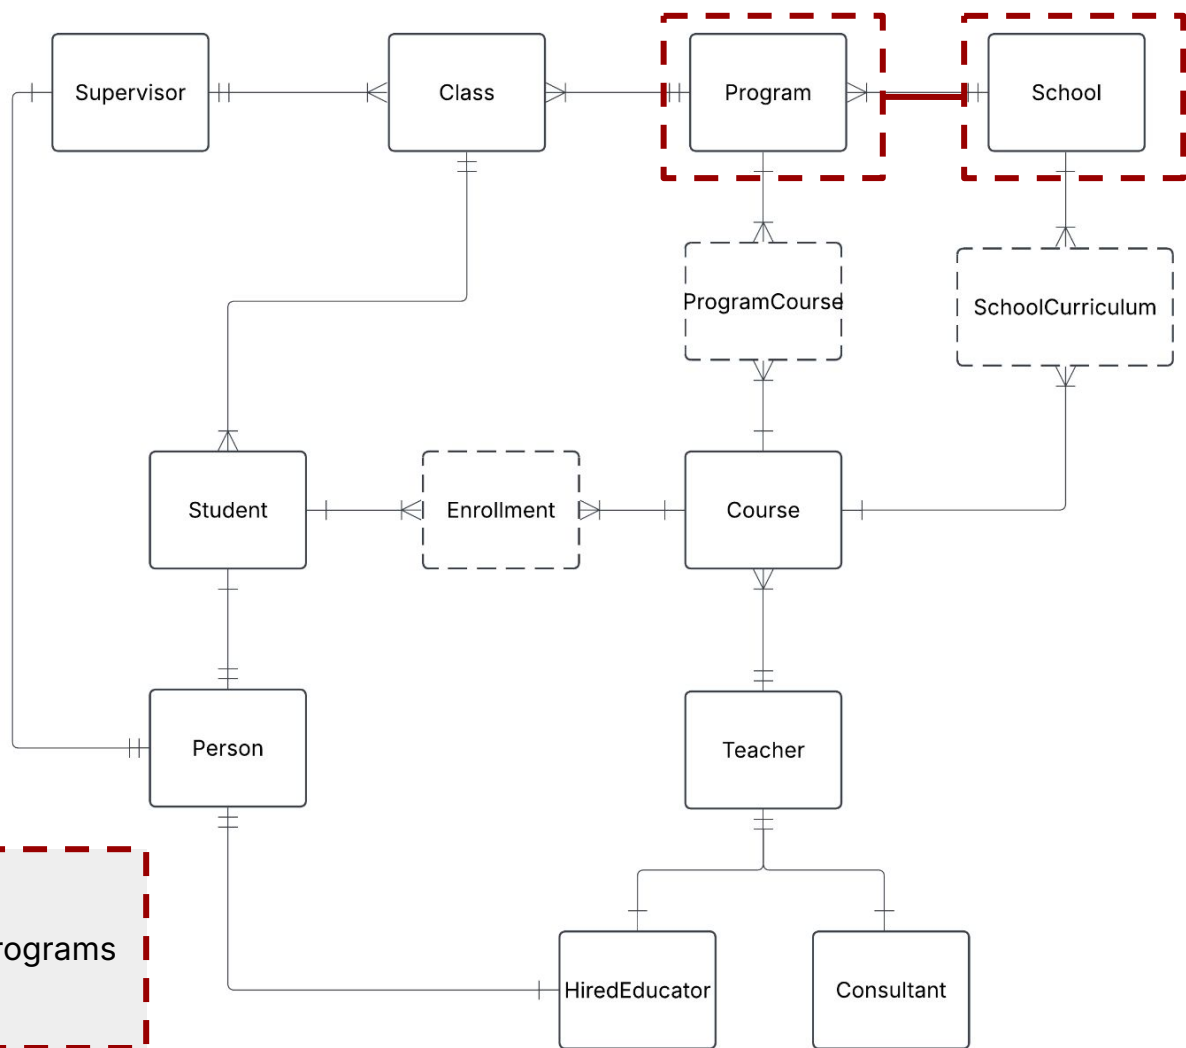 Supervisor
Class
Program
School
ProgramCourse
SchoolCurriculum
Student
Enrollment
Course
Person
Teacher
rograms
HiredEducator
Consultant